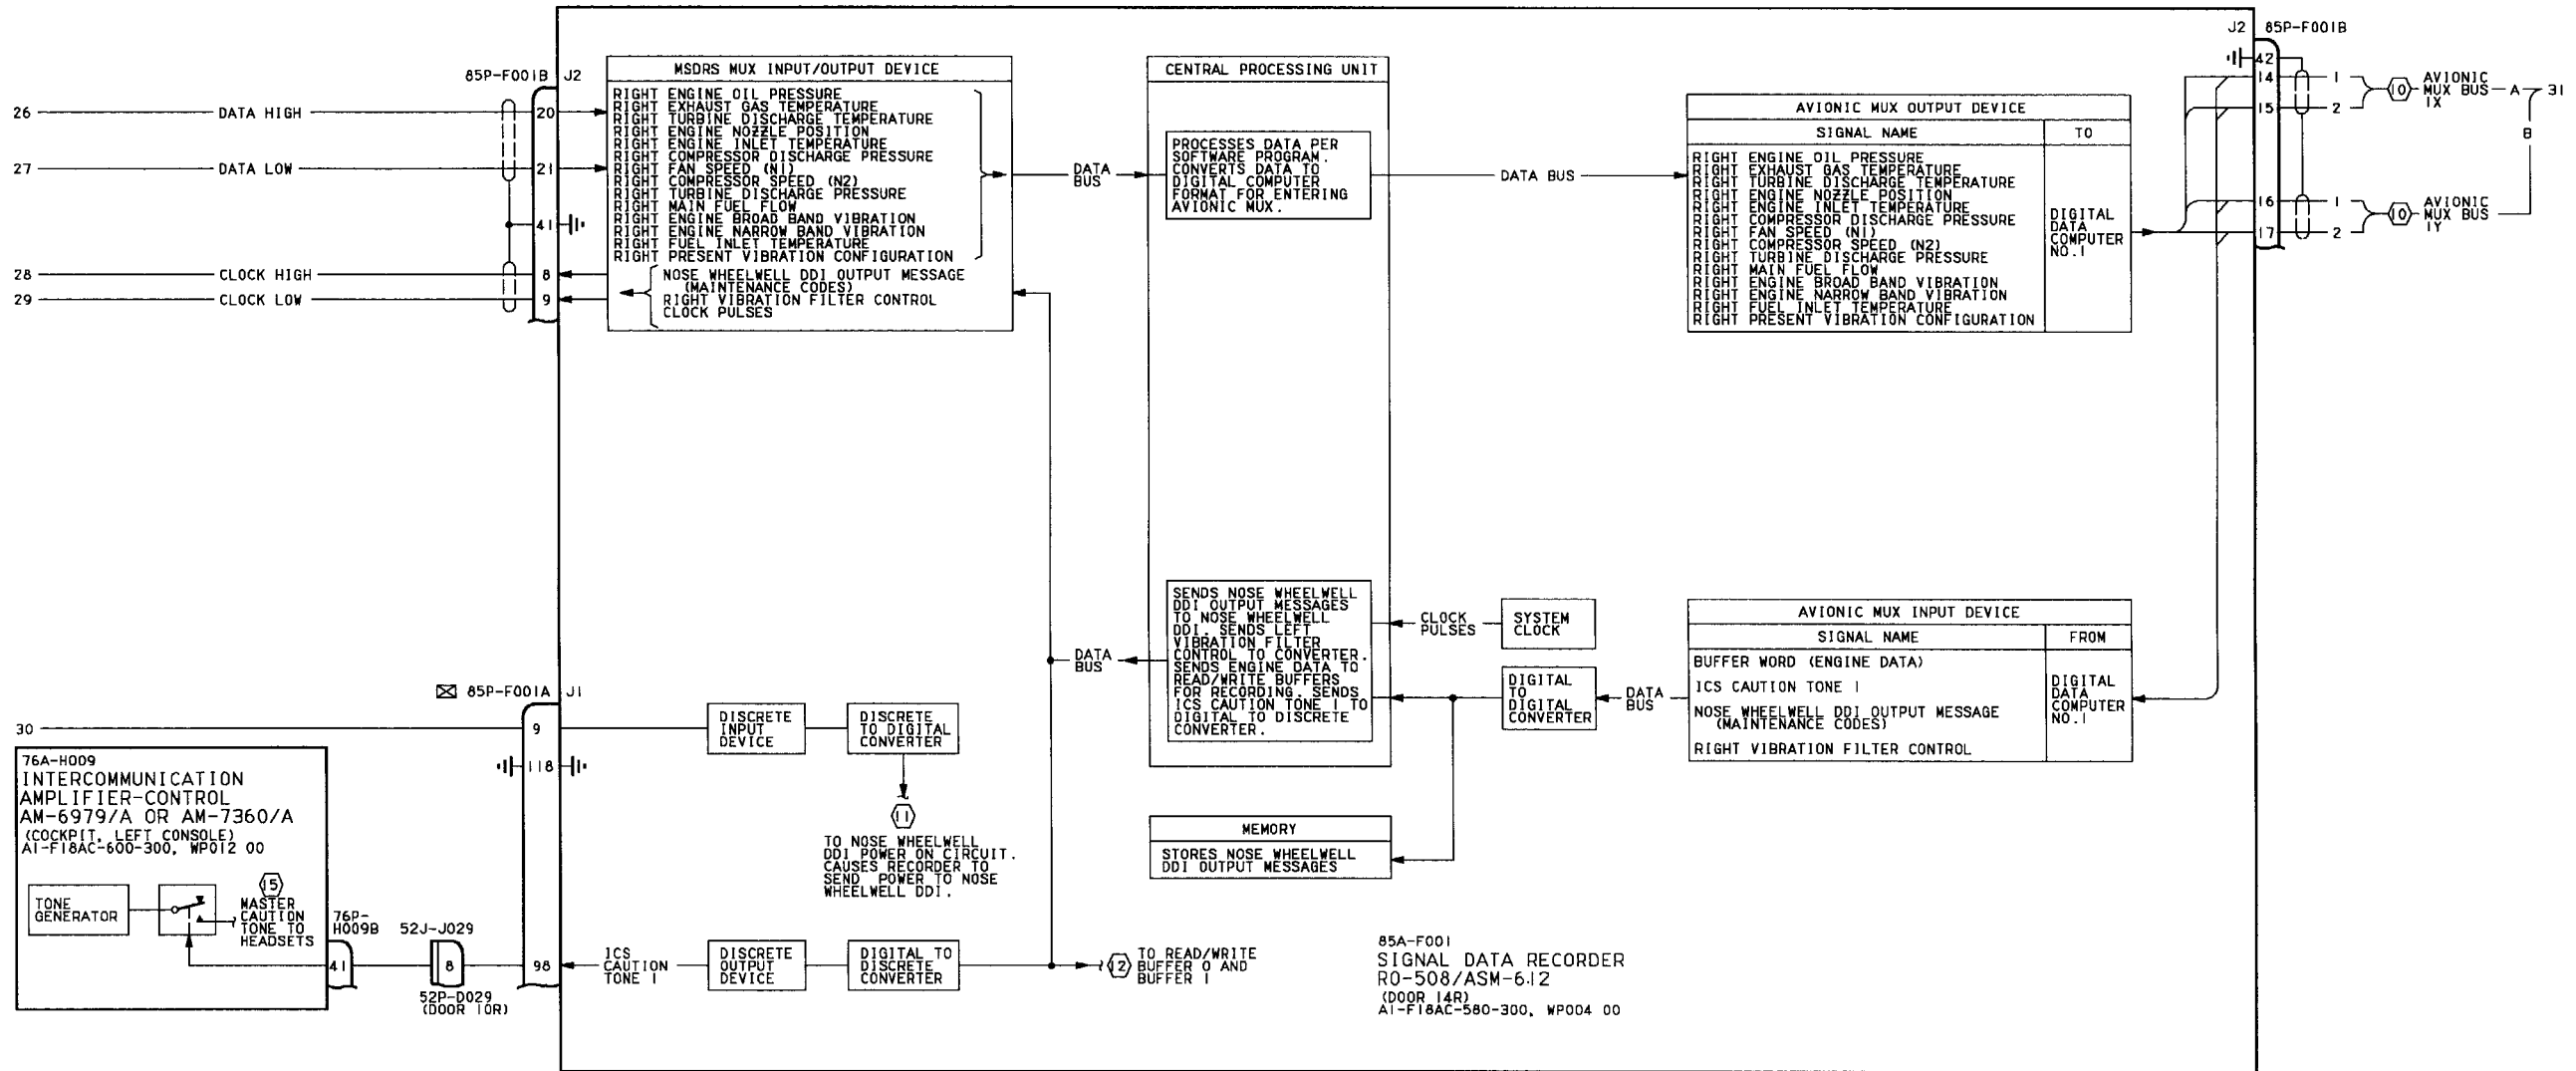 85P-F001B J2
26 DATA HIGH 20
27 DATA LOW 21
41
28 CLOCK HIGH 8
29 CLOCK LOW 9
MSDRS MUX INPUT/OUTPUT DEVICE
RIGHT ENGINE OIL PRESSURE
RIGHT EXHAUST GAS TEMPERATURE
RIGHT TURBINE DISCHARGE TEMPERATURE
RIGHT ENGINE NOZZLE POSITION
RIGHT ENGINE INLET TEMPERATURE
RIGHT COMPRESSOR DISCHARGE PRESSURE
RIGHT FAN SPEED (N1)
RIGHT COMPRESSOR SPEED (N2)
RIGHT TURBINE DISCHARGE PRESSURE
RIGHT MAIN FUEL FLOW
RIGHT ENGINE BROAD BAND VIBRATION
RIGHT ENGINE NARROW BAND VIBRATION
RIGHT FUEL INLET TEMPERATURE
RIGHT PRESENT VIBRATION CONFIGURATION
NOSE WHEELWELL DDI OUTPUT MESSAGE
(MAINTENANCE CODES)
RIGHT VIBRATION FILTER CONTROL
CLOCK PULSES
DATA
BUS
CENTRAL PROCESSING UNIT
PROCESSES DATA PER
SOFTWARE PROGRAM.
CONVERTS DATA TO
DIGITAL COMPUTER
FORMAT FOR ENTERING
AVIONIC MUX.
DATA BUS
AVIONIC MUX OUTPUT DEVICE
SIGNAL NAME TO
RIGHT ENGINE OIL PRESSURE
RIGHT EXHAUST GAS TEMPERATURE
RIGHT TURBINE DISCHARGE TEMPERATURE
RIGHT ENGINE NOZZLE POSITION
RIGHT ENGINE INLET TEMPERATURE
RIGHT COMPRESSOR DISCHARGE PRESSURE
RIGHT FAN SPEED (N1)
RIGHT COMPRESSOR SPEED (N2)
RIGHT TURBINE DISCHARGE PRESSURE
RIGHT MAIN FUEL FLOW
RIGHT ENGINE BROAD BAND VIBRATION
RIGHT ENGINE NARROW BAND VIBRATION
RIGHT FUEL INLET TEMPERATURE
RIGHT PRESENT VIBRATION CONFIGURATION
DIGITAL
DATA
COMPUTER
NO.1
J2 85P-F001B
42
14 1
15 2
10
AVIONIC
MUX BUS
1X
A 31
B
16 1
17 2
10
AVIONIC
MUX BUS
1Y
SENDS NOSE WHEELWELL
DDI OUTPUT MESSAGES
TO NOSE WHEELWELL
DDI. SENDS LEFT
VIBRATION FILTER
CONTROL TO CONVERTER.
SENDS ENGINE DATA TO
READ/WRITE BUFFERS
FOR RECORDING. SENDS
ICS CAUTION TONE 1 TO
DIGITAL TO DISCRETE
CONVERTER.
DATA
BUS
CLOCK
PULSES
SYSTEM
CLOCK
DIGITAL
TO
DIGITAL
CONVERTER
DATA
BUS
AVIONIC MUX INPUT DEVICE
SIGNAL NAME FROM
BUFFER WORD (ENGINE DATA)
ICS CAUTION TONE 1
NOSE WHEELWELL DDI OUTPUT MESSAGE
(MAINTENANCE CODES)
RIGHT VIBRATION FILTER CONTROL
DIGITAL
DATA
COMPUTER
NO.1
MEMORY
STORES NOSE WHEELWELL
DDI OUTPUT MESSAGES
85P-F001A J1
30 9
118
DISCRETE
INPUT
DEVICE
DISCRETE
TO DIGITAL
CONVERTER
11
TO NOSE WHEELWELL
DDI POWER ON CIRCUIT.
CAUSES RECORDER TO
SEND POWER TO NOSE
WHEELWELL DDI.
76A-H009
INTERCOMMUNICATION
AMPLIFIER-CONTROL
AM-6979/A OR AM-7360/A
(COCKPIT, LEFT CONSOLE)
A1-F18AC-600-300, WP012 00
TONE
GENERATOR
15
MASTER
CAUTION
TONE TO
HEADSETS
76P-
H009B
41
52J-J029
8
52P-D029
(DOOR 10R)
98
ICS
CAUTION
TONE 1
DISCRETE
OUTPUT
DEVICE
DIGITAL TO
DISCRETE
CONVERTER
12
TO READ/WRITE
BUFFER 0 AND
BUFFER 1
85A-F001
SIGNAL DATA RECORDER
RO-508/ASM-612
(DOOR 14R)
A1-F18AC-580-300, WP004 00